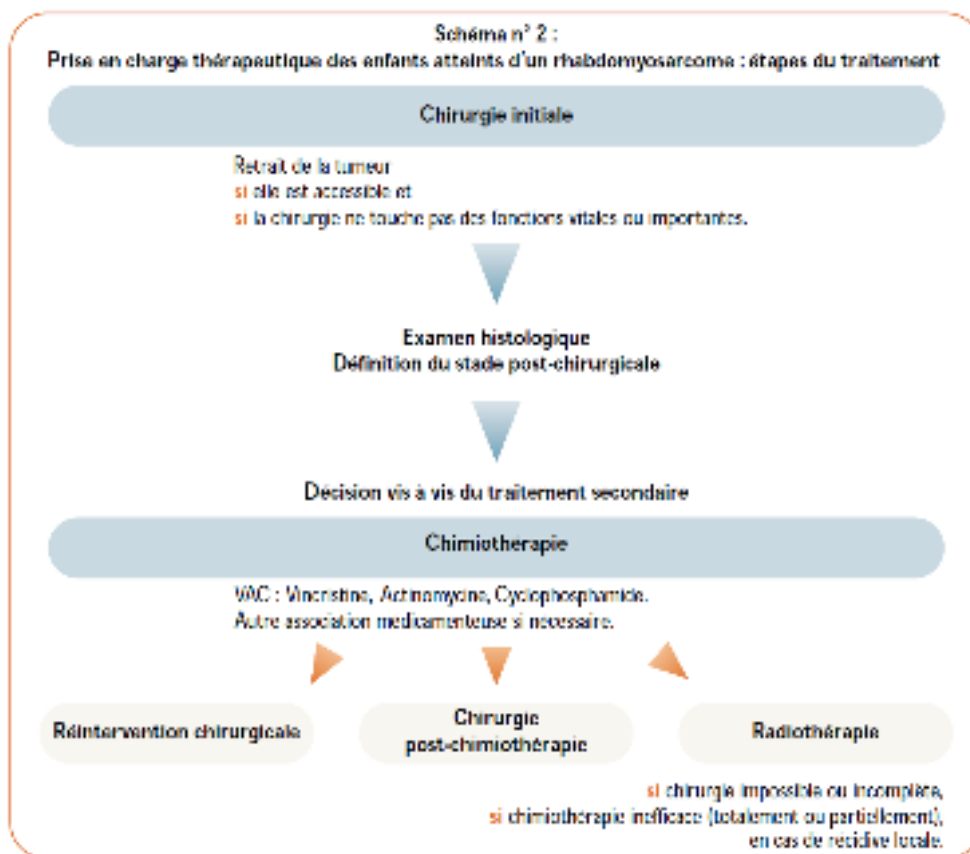 Schéma n° 2 :
Prise en charge thérapeutique des enfants atteints d'un rhabdomyosarcome : étapes du traitement
Chirurgie initiale
Retrait de la tumeur
si elle est accessible et
si la chirurgie ne touche pas des fonctions vitales ou importantes.
Examen histologique
Définition du stade post-chirurgicale
Décision vis à vis du traitement secondaire
Chimiothérapie
VAC : Vincristine, Actinomycine, Cyclophosphamide.
Autre association médicamenteuse si nécessaire.
Réintervention chirurgicale
Chirurgie
post-chimiothérapie
Radiothérapie
si chirurgie impossible ou incomplète,
si chimiothérapie inefficace (totalement ou partiellement),
en cas de récidive locale.